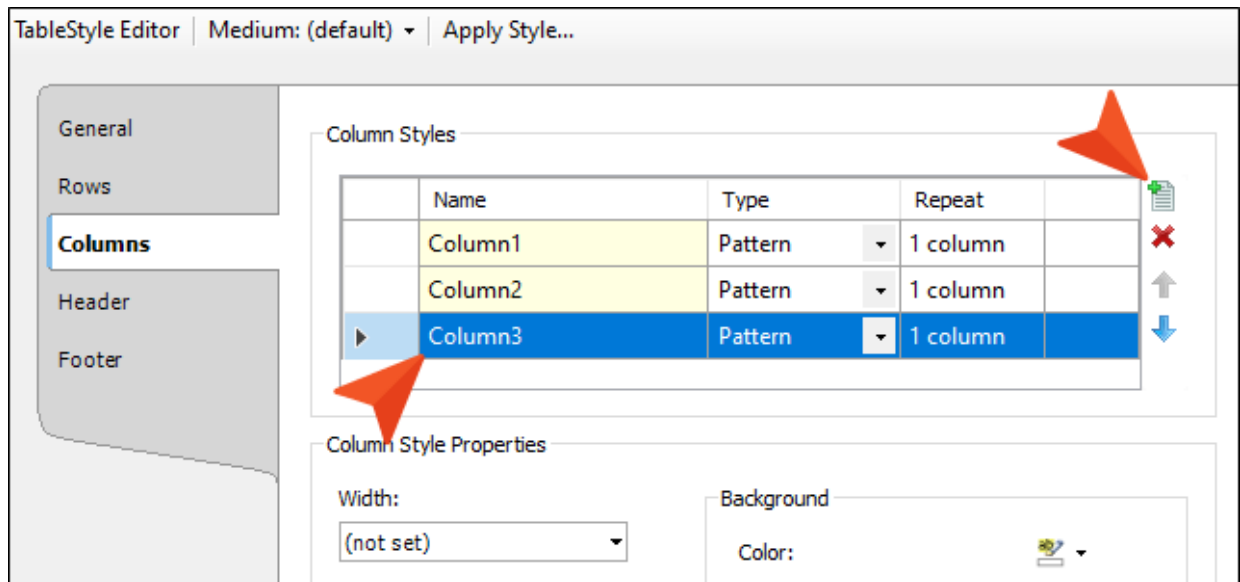 TableStyle Editor Medium: (default) Apply Style...
General
Rows
Columns
Header
Footer
Column Styles
Name Type Repeat
Column1 Pattern 1 column
Column2 Pattern 1 column
Column3 Pattern 1 column
Column Style Properties
Width:
(not set)
Background
Color: